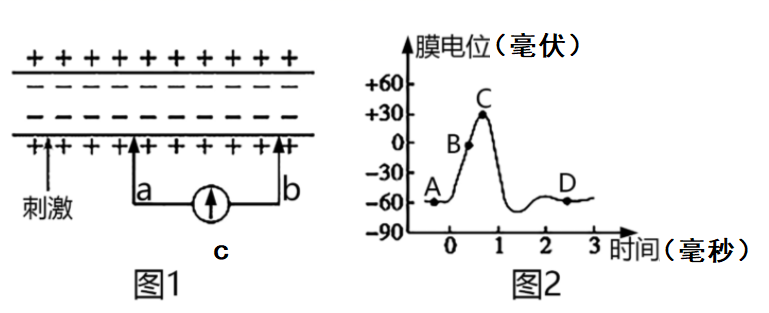 + + + + + + + + + +
— — — — — — — — — —
— — — — — — — — — —
+ + + + + + + + + +
刺激
a
b
c
图1
膜电位(毫伏)
+60
+30
0
-30
-60
-90
A
B
C
D
0 1 2 3 时间(毫秒)
图2